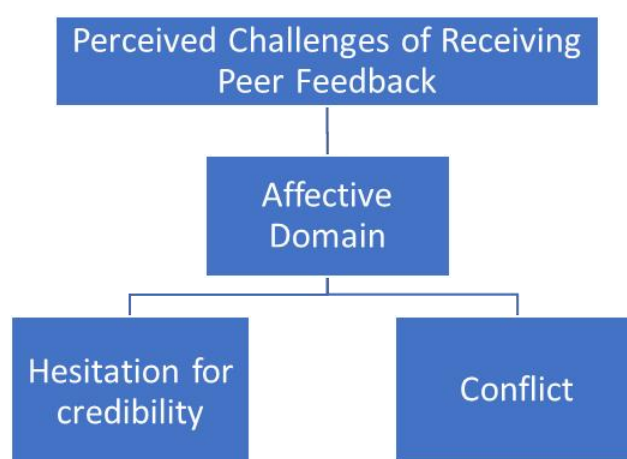 Perceived Challenges of Receiving
Peer Feedback
Affective
Domain
Hesitation for
credibility
Conflict